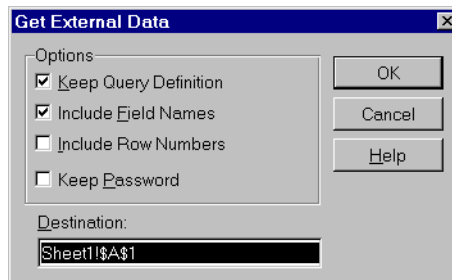 Get External Data
Options
Keep Query Definition
Include Field Names
Include Row Numbers
Keep Password
OK
Cancel
Help
Destination:
Sheet1!$A$1